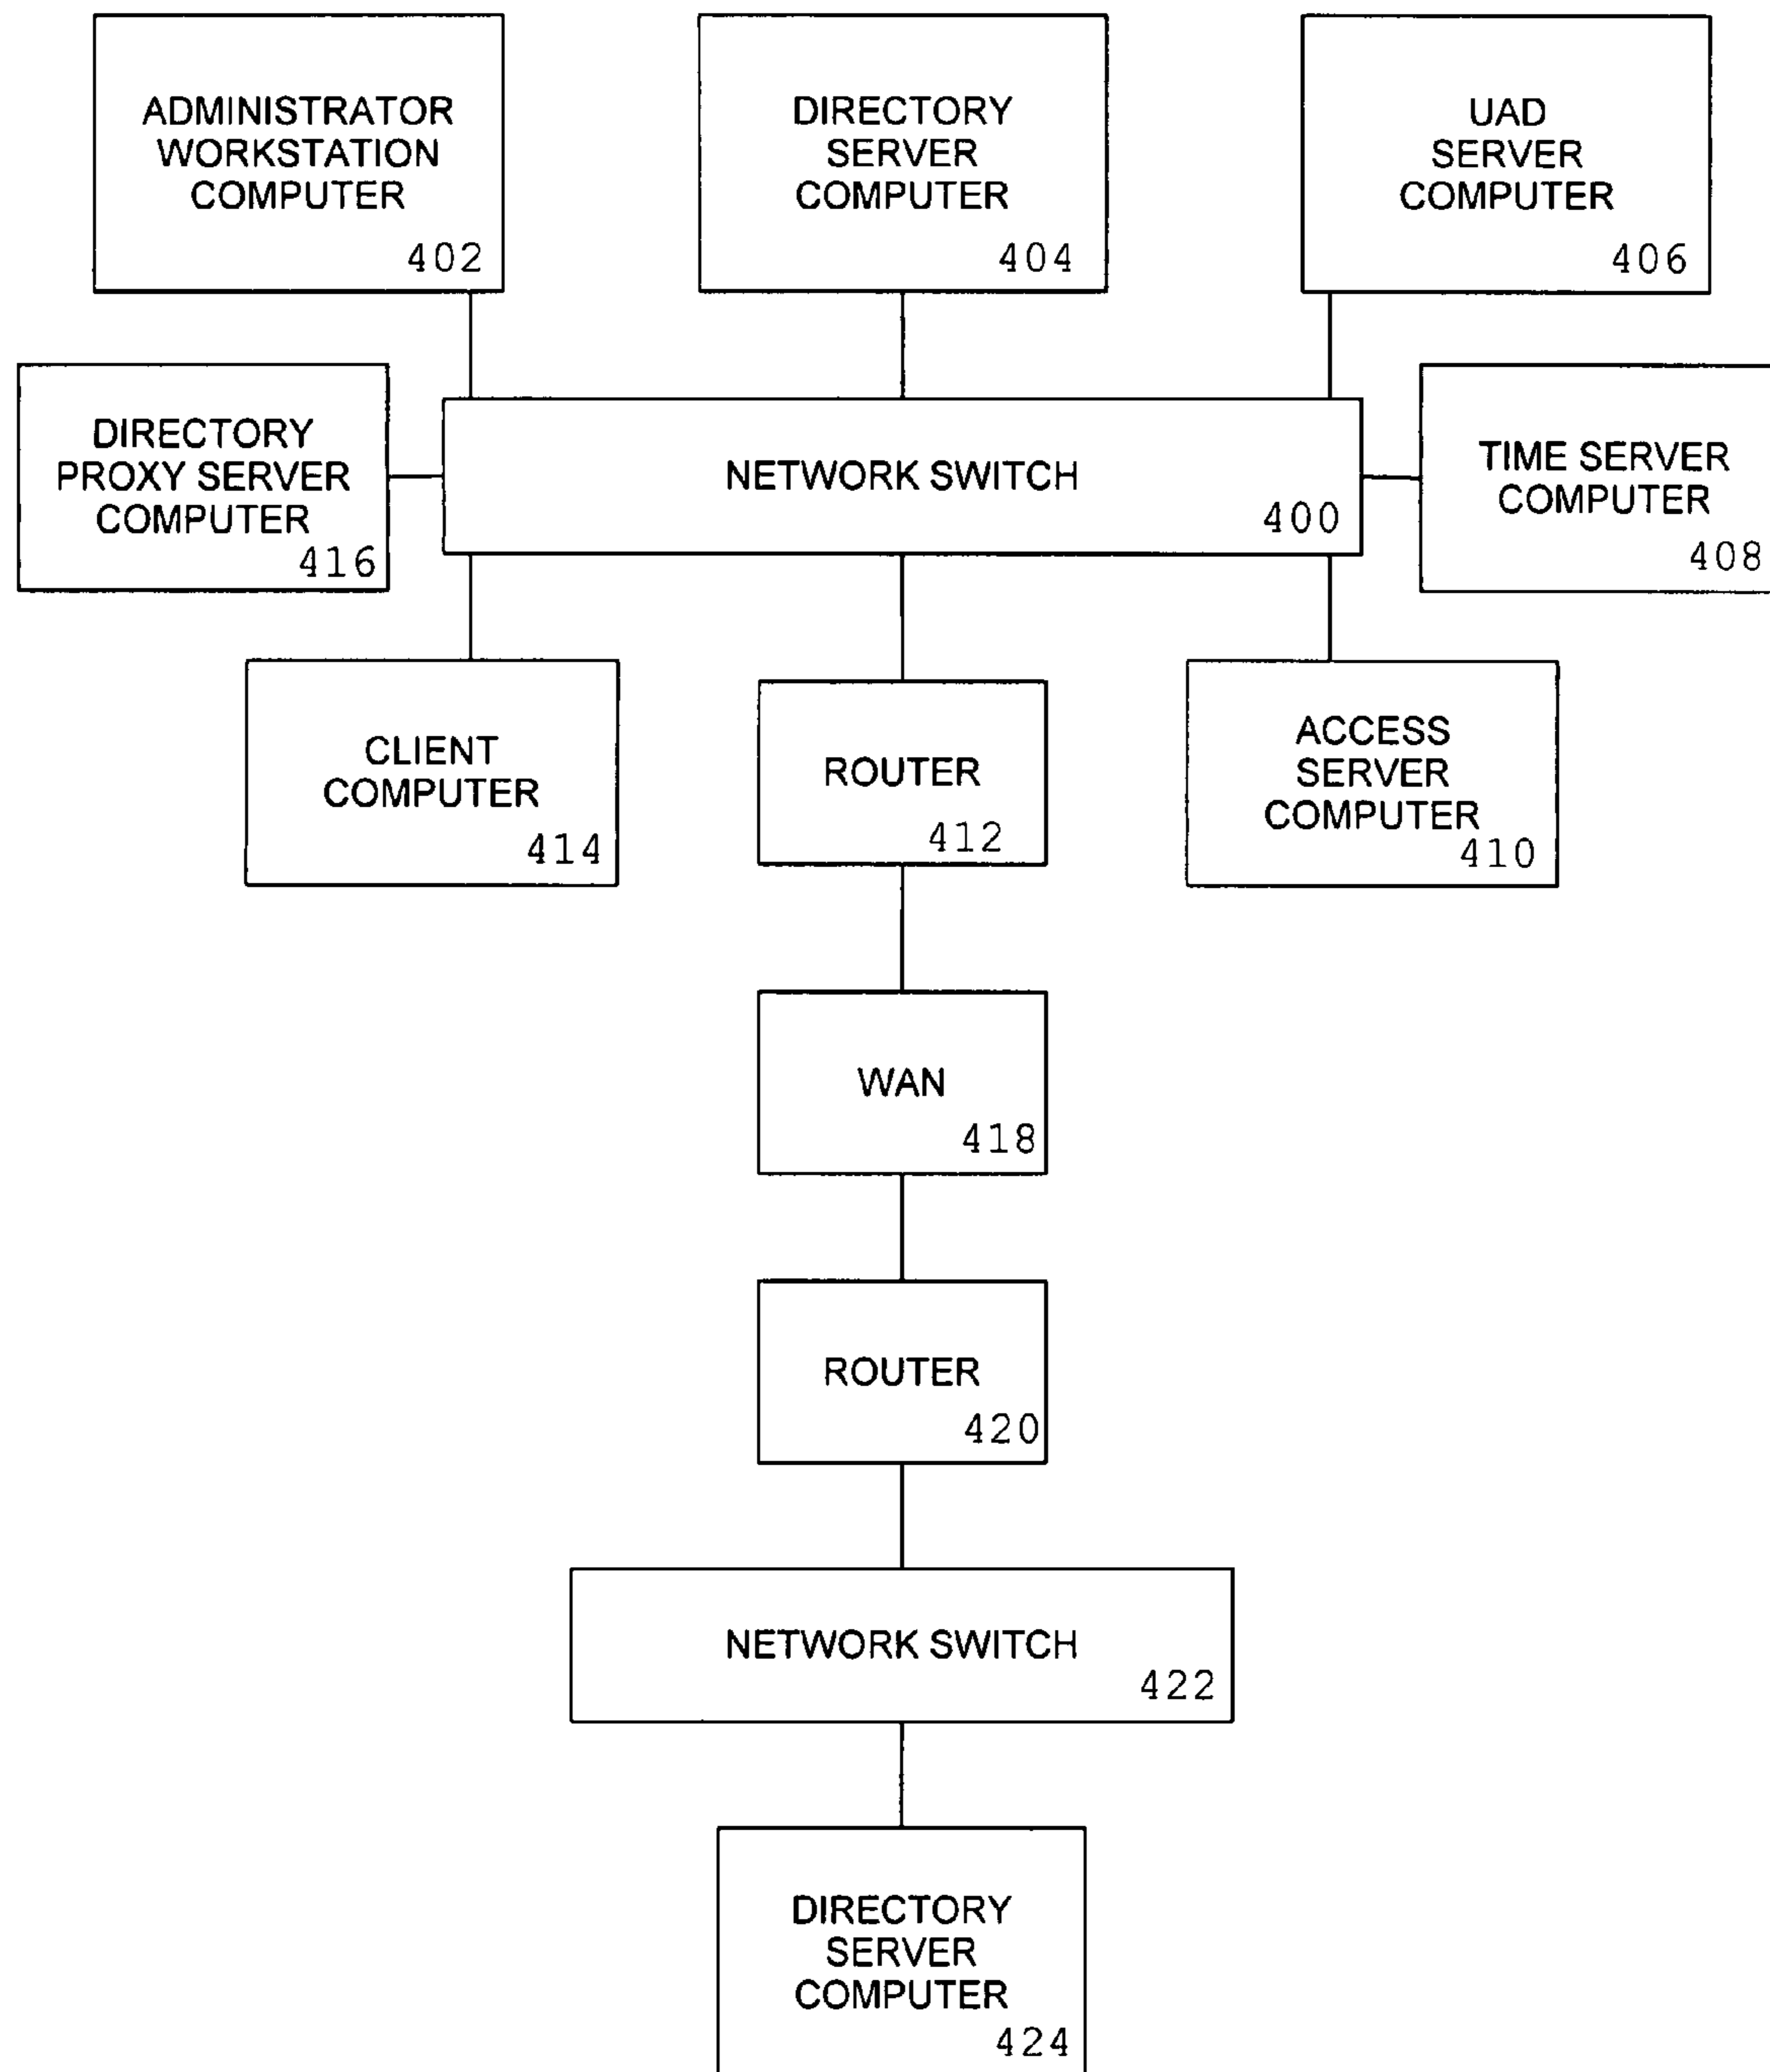 ADMINISTRATOR
WORKSTATION
COMPUTER
402
DIRECTORY
SERVER
COMPUTER
404
UAD
SERVER
COMPUTER
406
DIRECTORY
PROXY SERVER
COMPUTER
416
NETWORK SWITCH
400
TIME SERVER
COMPUTER
408
CLIENT
COMPUTER
414
ROUTER
412
ACCESS
SERVER
COMPUTER
410
WAN
418
ROUTER
420
NETWORK SWITCH
422
DIRECTORY
SERVER
COMPUTER
424